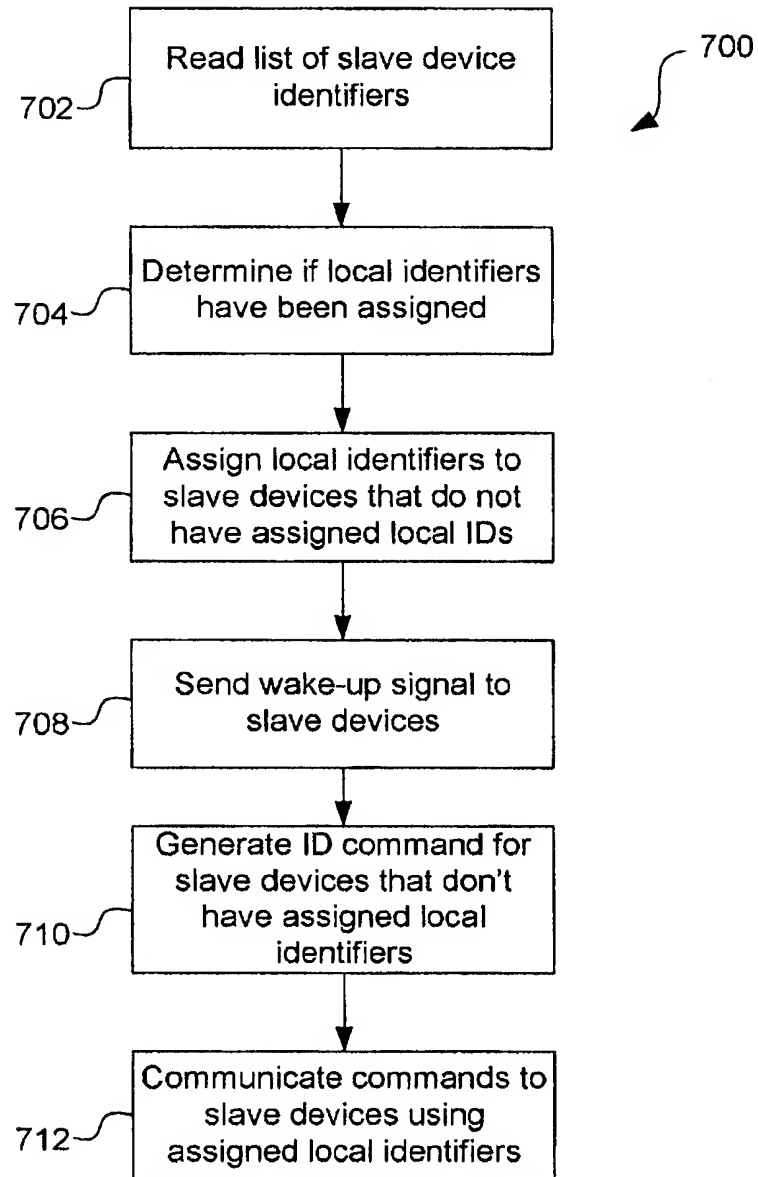 Read list of slave device
identifiers
700
702
Determine if local identifiers
have been assigned
704
Assign local identifiers to
slave devices that do not
have assigned local IDs
706
Send wake-up signal to
slave devices
708
Generate ID command for
slave devices that don't
have assigned local
identifiers
710
Communicate commands to
slave devices using
assigned local identifiers
712